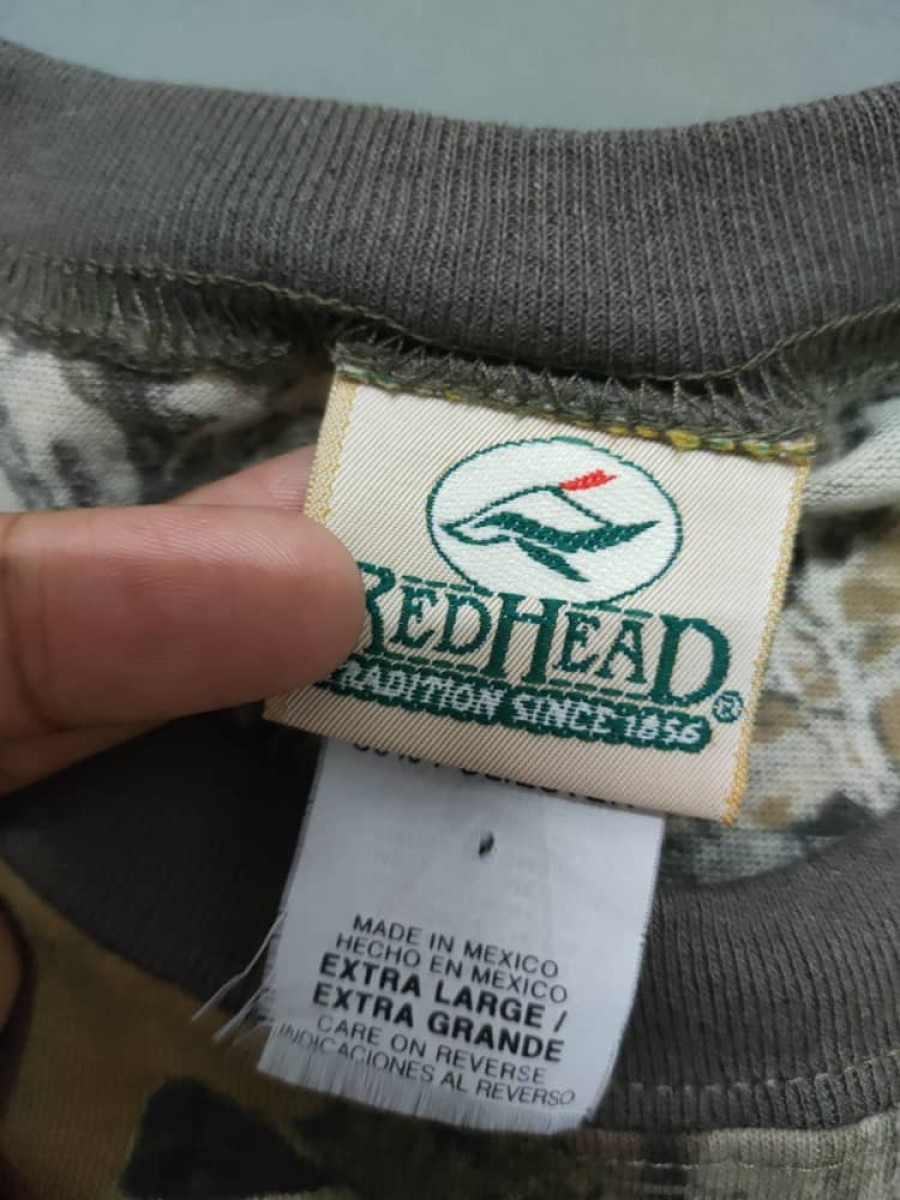 REDHEAD®
TRADITION SINCE 1856
MADE IN MEXICO
HECHO EN MEXICO
EXTRA LARGE /
EXTRA GRANDE
CARE ON REVERSE
INDICACIONES AL REVERSO